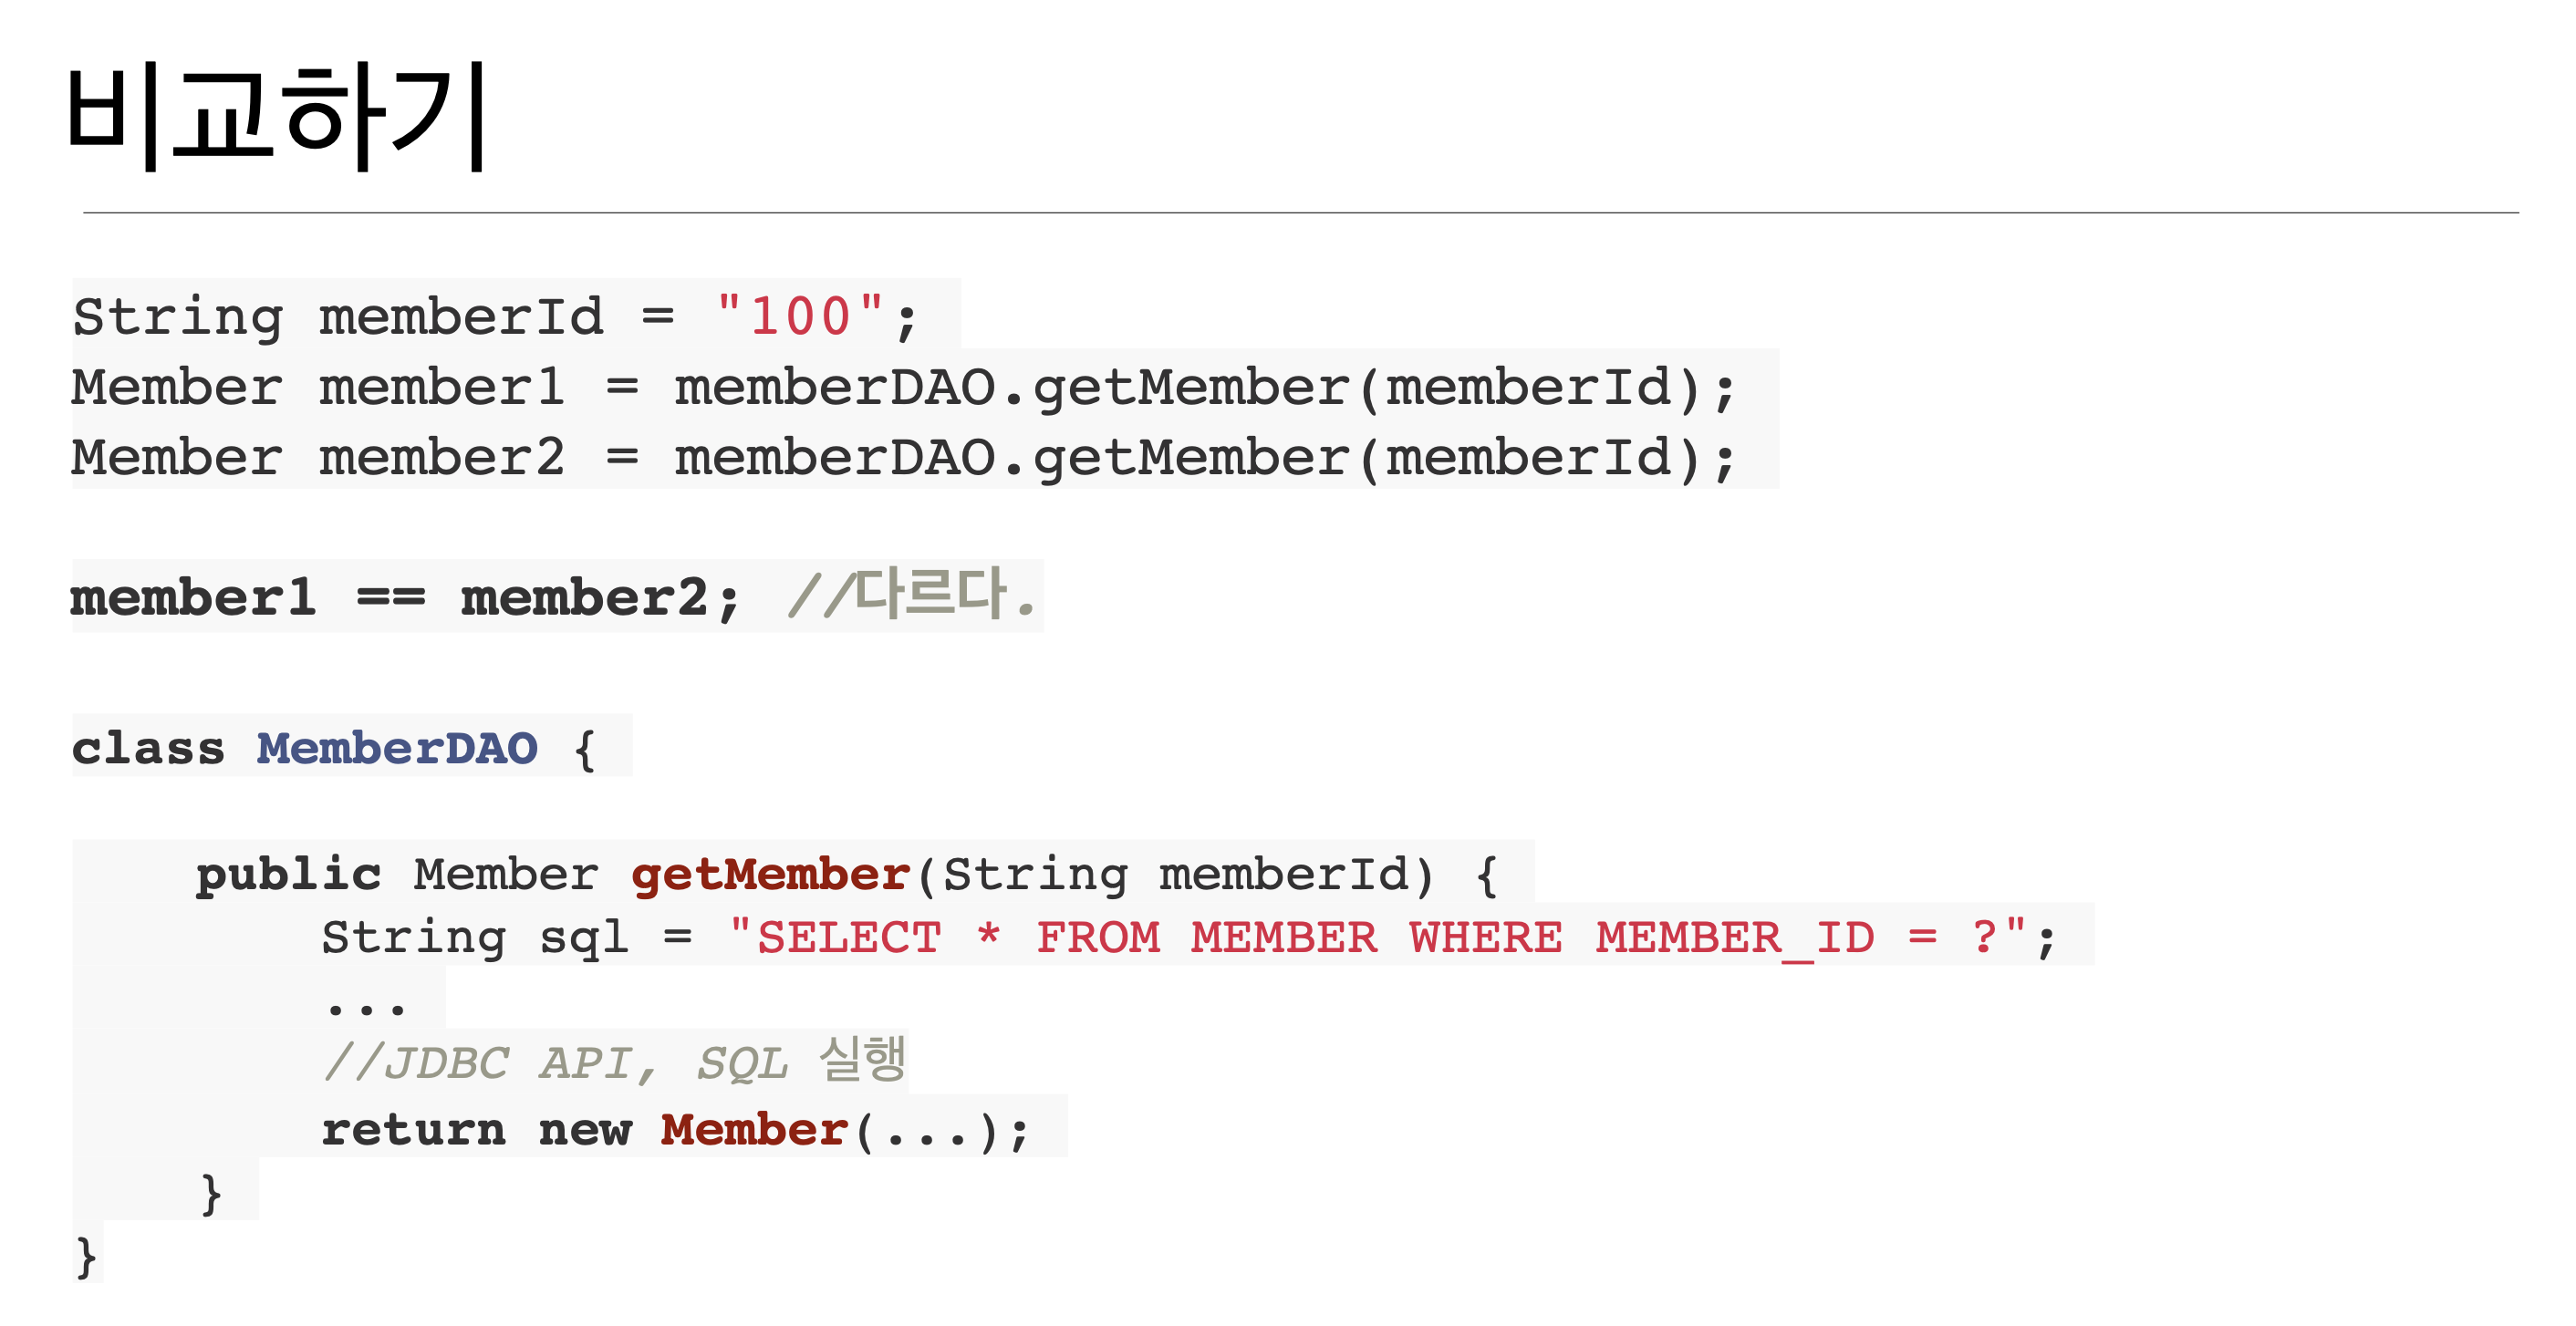 비교하기
String memberId = "100";
Member member1 = memberDAO.getMember(memberId);
Member member2 = memberDAO.getMember(memberId);
member1 == member2; //다르다.
class MemberDAO {
public Member getMember(String memberId) {
String sql = "SELECT * FROM MEMBER WHERE MEMBER_ID = ?";
...
//JDBC API, SQL 실행
return new Member(...);
}
}